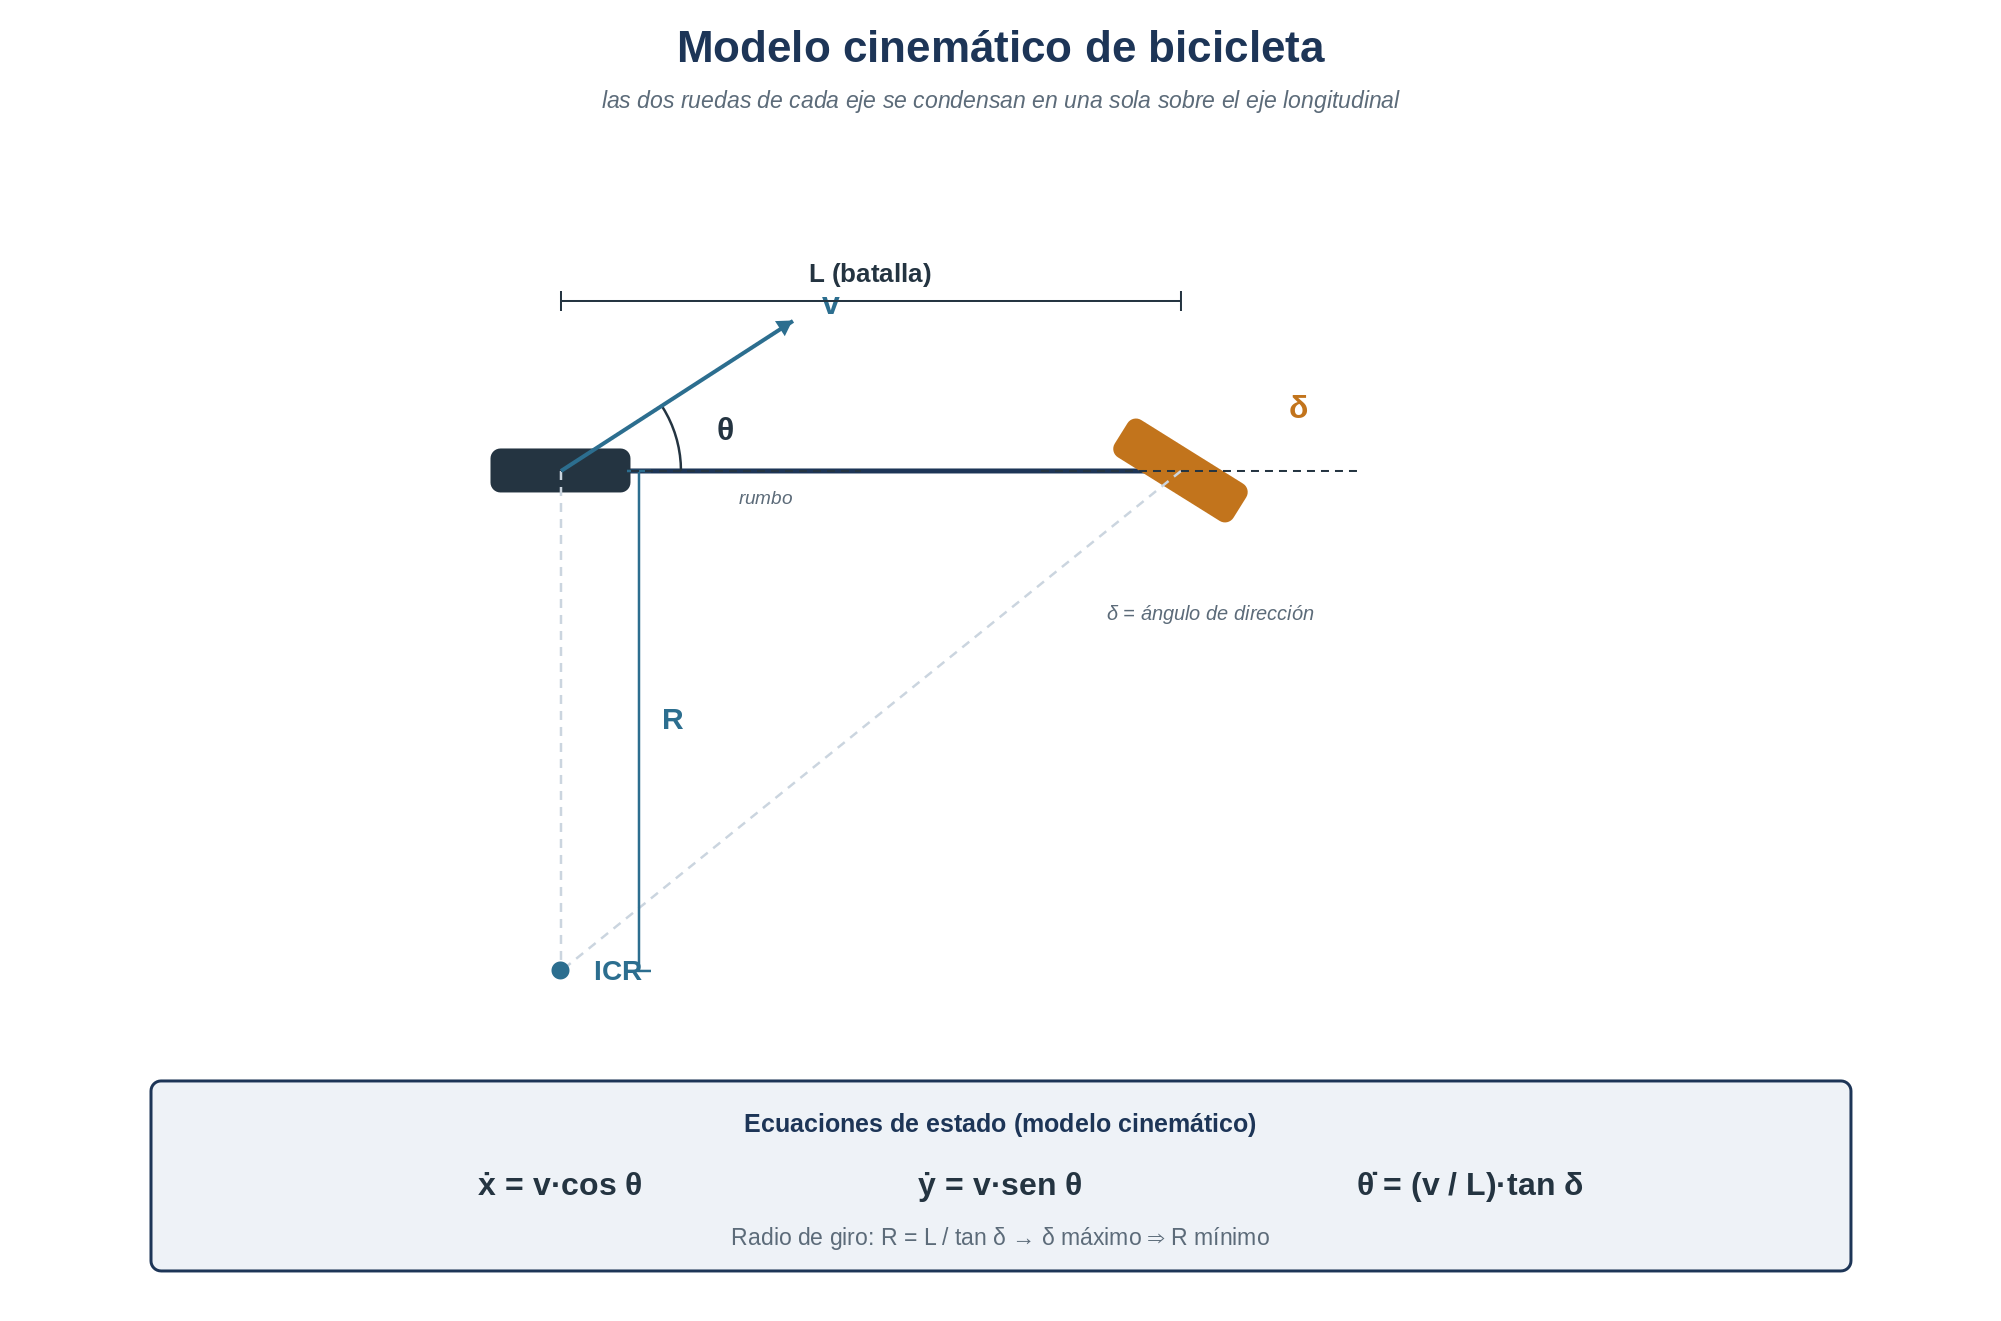 Modelo cinemático de bicicleta
las dos ruedas de cada eje se condensan en una sola sobre el eje longitudinal
L (batalla)
v
δ
θ
rumbo
δ = ángulo de dirección
R
ICR
Ecuaciones de estado (modelo cinemático)
ẋ = v·cos θ
ẏ = v·sen θ
θ̇ = (v / L)·tan δ
Radio de giro: R = L / tan δ → δ máximo ⇒ R mínimo